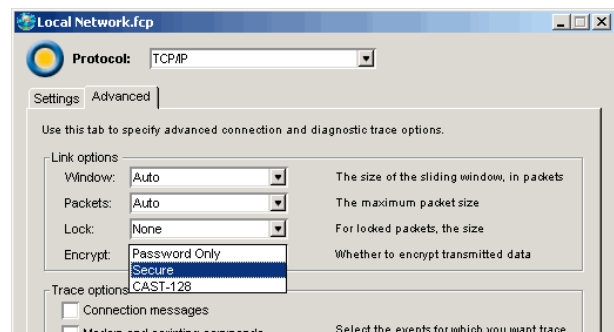 Local Network.fcp
Protocol: TCP/IP
Settings Advanced
Use this tab to specify advanced connection and diagnostic trace options.
Link options
Window: Auto The size of the sliding window, in packets
Packets: Auto The maximum packet size
Lock: None For locked packets, the size
Encrypt: Password Only Whether to encrypt transmitted data
Secure
CAST-128
Trace options
Connection messages
Select the events for which you want trace